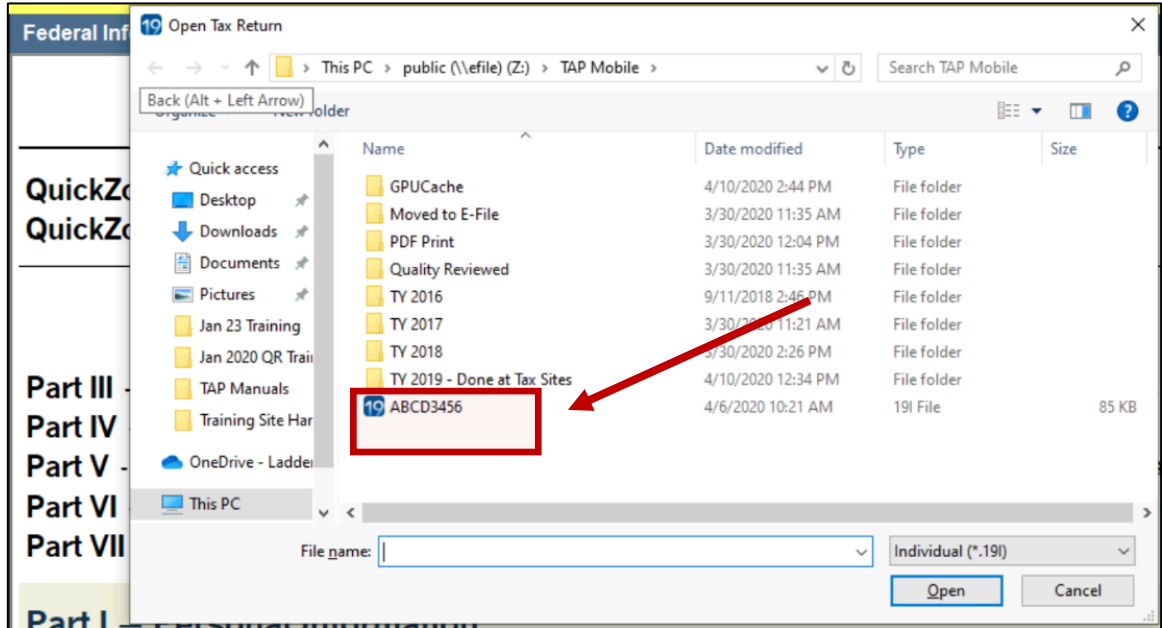 Federal Inf
19 Open Tax Return
This PC > public (\\efile) (Z:) > TAP Mobile >
Search TAP Mobile
Back (Alt + Left Arrow)
Organize New folder
Name Date modified Type Size
Quick access
Desktop
Downloads
Documents
Pictures
Jan 23 Training
Jan 2020 QR Trai
TAP Manuals
Training Site Har
OneDrive - Ladde
This PC
GPUCache 4/10/2020 2:44 PM File folder
Moved to E-File 3/30/2020 11:35 AM File folder
PDF Print 3/30/2020 12:04 PM File folder
Quality Reviewed 3/30/2020 11:35 AM File folder
TY 2016 9/11/2018 2:46 PM File folder
TY 2017 3/30/2020 11:21 AM File folder
TY 2018 3/30/2020 2:26 PM File folder
TY 2019 - Done at Tax Sites 4/10/2020 12:34 PM File folder
19 ABCD3456 4/6/2020 10:21 AM 19I File 85 KB
File name: Individual (*.19I)
Open Cancel
QuickZo
QuickZo
Part III -
Part IV -
Part V -
Part VI
Part VII
Part I — Personal Information